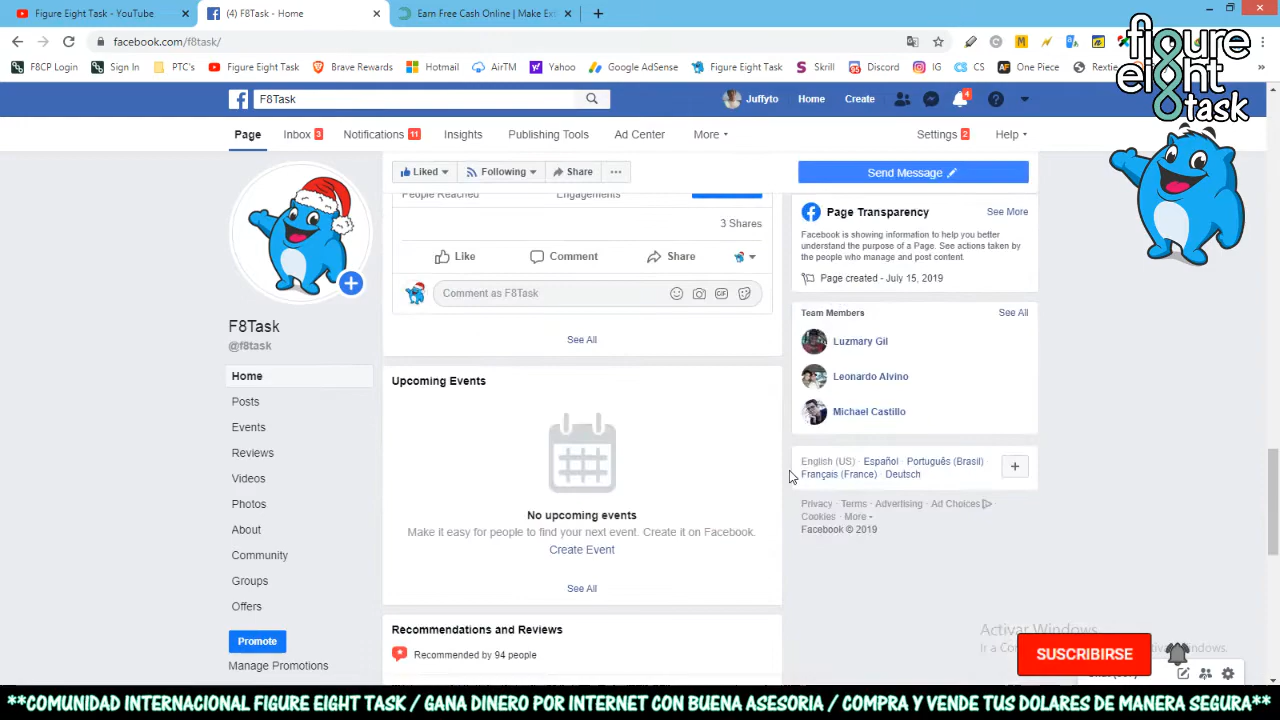 Figure Eight Task - YouTube
(4) F8Task - Home
Earn Free Cash Online | Make Ex
facebook.com/f8task/
F8CP Login
Sign In
PTC's
Figure Eight Task
Brave Rewards
Hotmail
AirTM
Yahoo
Google AdSense
Figure Eight Task
Skrill
Discord
IG
CS
One Piece
Rextie
figure
eight
task
F8Task
Juffyto
Home
Create
4
Page
Inbox 3
Notifications 11
Insights
Publishing Tools
Ad Center
More
Settings 2
Help
Liked
Following
Share
Send Message
People Reached
Engagements
3 Shares
Like
Comment
Share
Comment as F8Task
GIF
See All
F8Task
@f8task
Home
Posts
Events
Reviews
Videos
Photos
About
Community
Groups
Offers
Promote
Manage Promotions
Upcoming Events
No upcoming events
Make it easy for people to find your next event. Create it on Facebook.
Create Event
See All
Recommendations and Reviews
Recommended by 94 people
Page Transparency
See More
Facebook is showing information to help you better
understand the purpose of a Page. See actions taken by
the people who manage and post content.
Page created - July 15, 2019
Team Members
See All
Luzmary Gil
Leonardo Alvino
Michael Castillo
English (US) · Español · Português (Brasil) ·
Français (France) · Deutsch
Privacy · Terms · Advertising · Ad Choices ·
Cookies · More
Facebook © 2019
Activar Windows
SUSCRIBIRSE
**COMUNIDAD INTERNACIONAL FIGURE EIGHT TASK / GANA DINERO POR INTERNET CON BUENA ASESORIA / COMPRA Y VENDE TUS DOLARES DE MANERA SEGURA**